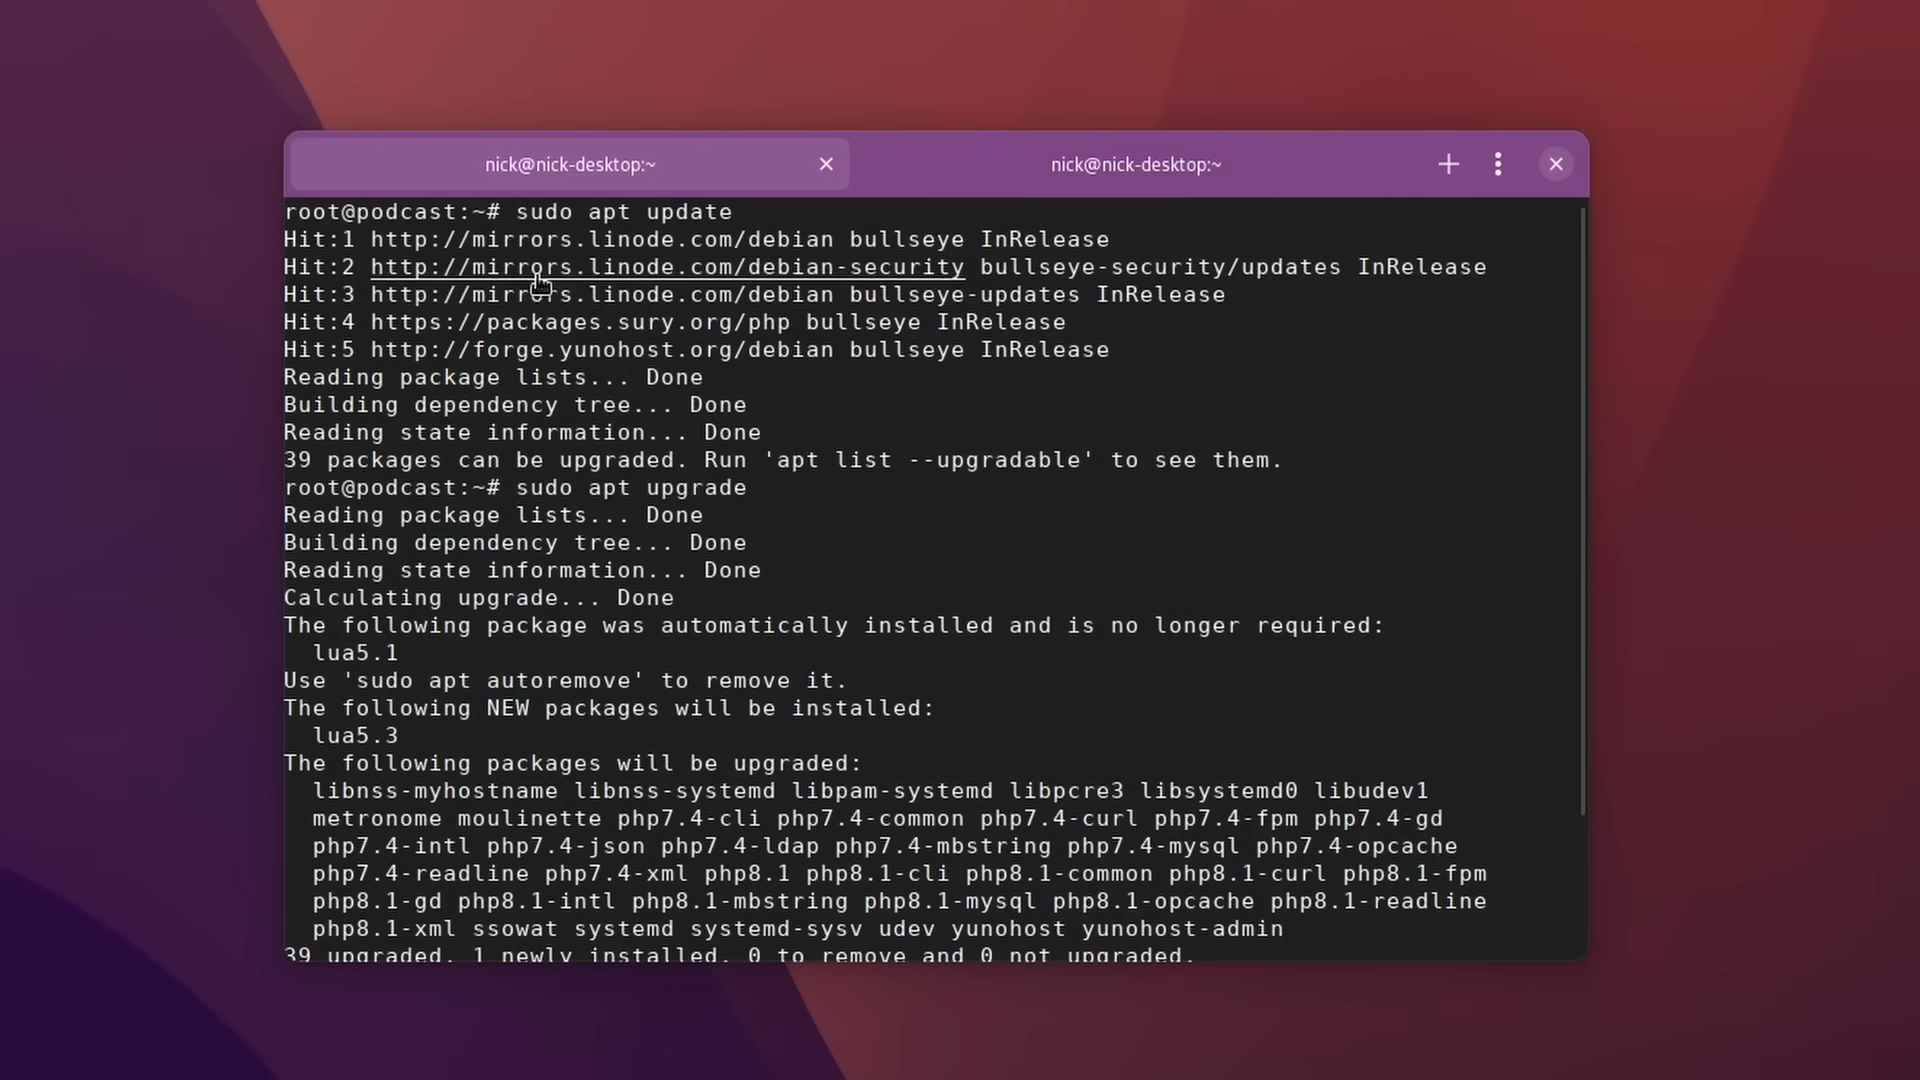 nick@nick-desktop:~ nick@nick-desktop:~
root@podcast:~# sudo apt update
Hit:1 http://mirrors.linode.com/debian bullseye InRelease
Hit:2 http://mirrors.linode.com/debian-security bullseye-security/updates InRelease
Hit:3 http://mirrors.linode.com/debian bullseye-updates InRelease
Hit:4 https://packages.sury.org/php bullseye InRelease
Hit:5 http://forge.yunohost.org/debian bullseye InRelease
Reading package lists... Done
Building dependency tree... Done
Reading state information... Done
39 packages can be upgraded. Run 'apt list --upgradable' to see them.
root@podcast:~# sudo apt upgrade
Reading package lists... Done
Building dependency tree... Done
Reading state information... Done
Calculating upgrade... Done
The following package was automatically installed and is no longer required:
  lua5.1
Use 'sudo apt autoremove' to remove it.
The following NEW packages will be installed:
  lua5.3
The following packages will be upgraded:
  libnss-myhostname libnss-systemd libpam-systemd libpcre3 libsystemd0 libudev1
  metronome moulinette php7.4-cli php7.4-common php7.4-curl php7.4-fpm php7.4-gd
  php7.4-intl php7.4-json php7.4-ldap php7.4-mbstring php7.4-mysql php7.4-opcache
  php7.4-readline php7.4-xml php8.1 php8.1-cli php8.1-common php8.1-curl php8.1-fpm
  php8.1-gd php8.1-intl php8.1-mbstring php8.1-mysql php8.1-opcache php8.1-readline
  php8.1-xml ssowat systemd systemd-sysv udev yunohost yunohost-admin
39 upgraded, 1 newly installed, 0 to remove and 0 not upgraded.